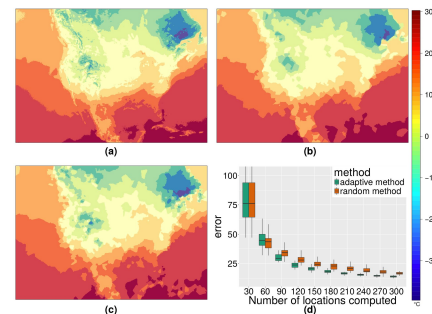 (a)
(b)
(c)
30
20
10
0
-1
-2
-3
°C
method
adaptive method
random method
error
100
75
50
25
30 60 90 120 150 180 210 240 270 300
Number of locations computed
(d)